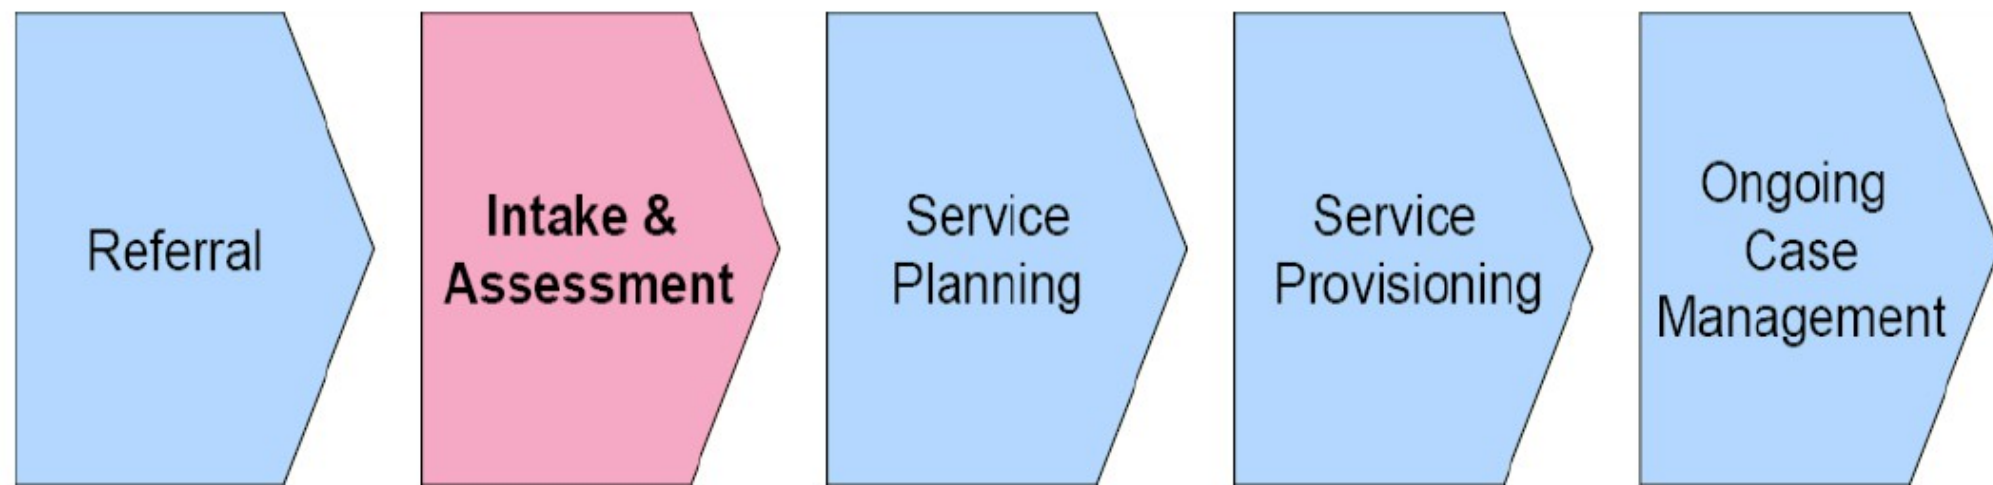 Referral
Intake &
Assessment
Service
Planning
Service
Provisioning
Ongoing
Case
Management